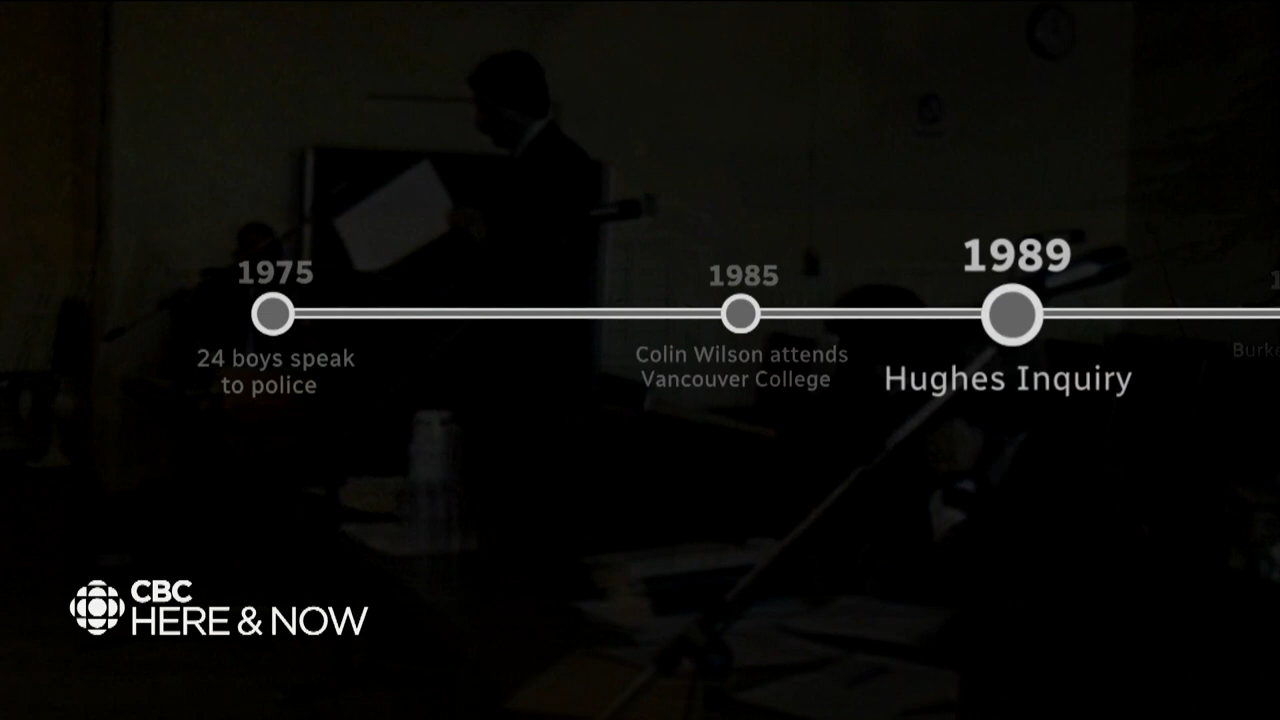 1975
24 boys speak
to police
1985
Colin Wilson attends
Vancouver College
1989
Hughes Inquiry
CBC
HERE & NOW